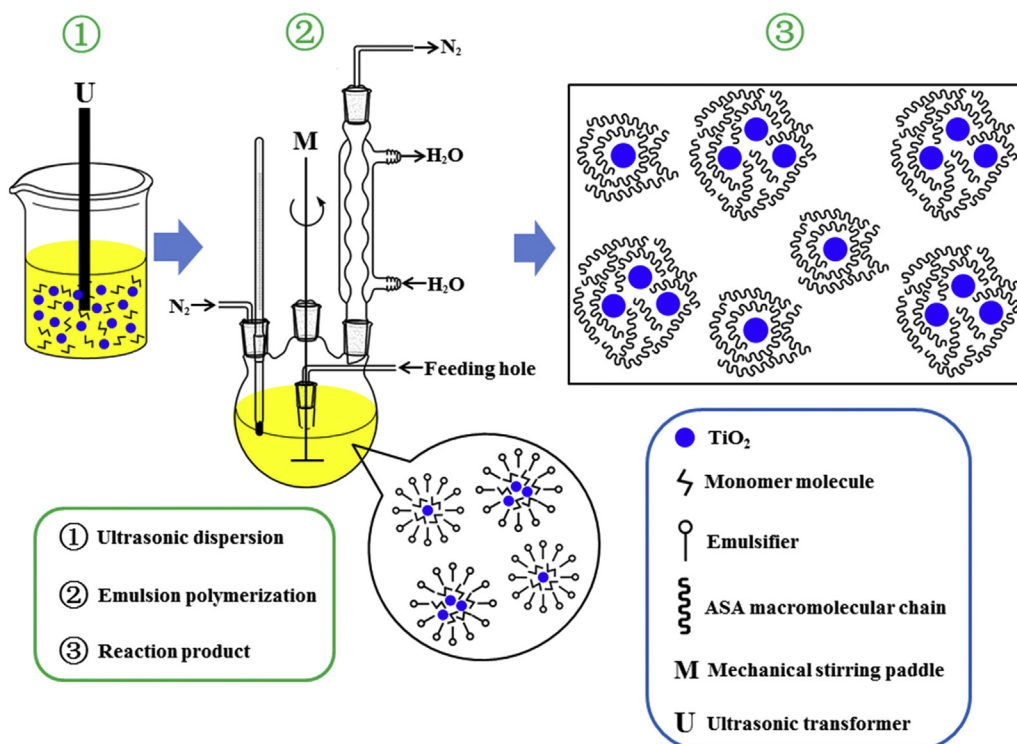 ①
②
③
U
M
N₂
H₂O
H₂O
N₂
Feeding hole
① Ultrasonic dispersion
② Emulsion polymerization
③ Reaction product
TiO₂
Monomer molecule
Emulsifier
ASA macromolecular chain
M Mechanical stirring paddle
U Ultrasonic transformer